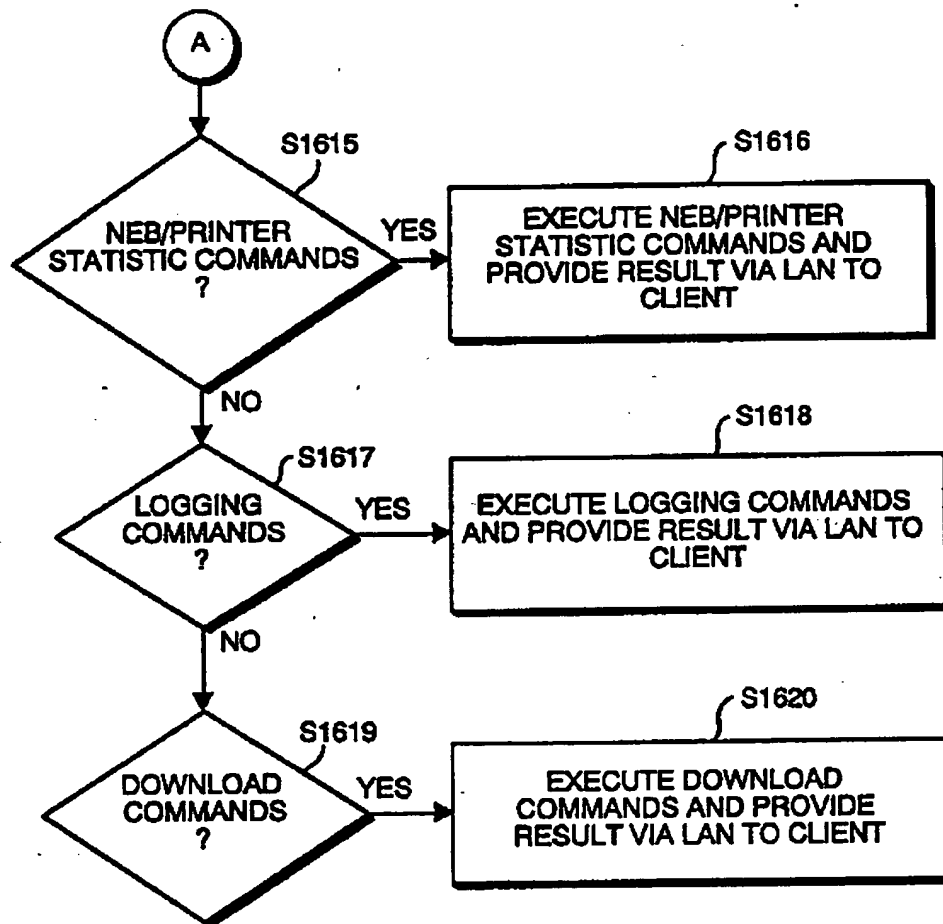 A
S1615
NEB/PRINTER
STATISTIC COMMANDS
?
YES
S1616
EXECUTE NEB/PRINTER
STATISTIC COMMANDS AND
PROVIDE RESULT VIA LAN TO
CLIENT
NO
S1617
LOGGING
COMMANDS
?
YES
S1618
EXECUTE LOGGING COMMANDS
AND PROVIDE RESULT VIA LAN TO
CLIENT
NO
S1619
DOWNLOAD
COMMANDS
?
YES
S1620
EXECUTE DOWNLOAD
COMMANDS AND PROVIDE
RESULT VIA LAN TO CLIENT